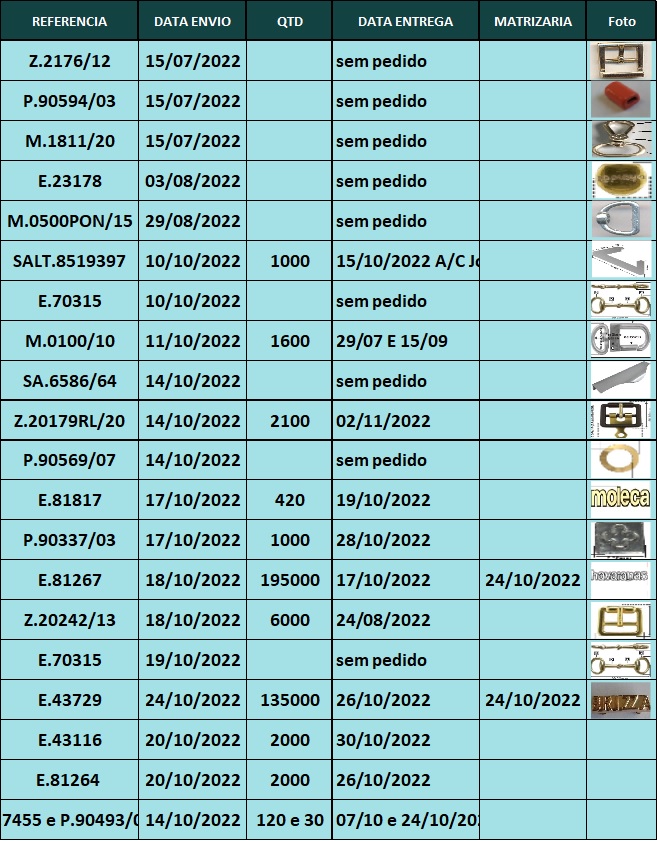 REFERENCIA DATA ENVIO QTD DATA ENTREGA MATRIZARIA Foto
Z.2176/12 15/07/2022 sem pedido
P.90594/03 15/07/2022 sem pedido
M.1811/20 15/07/2022 sem pedido
E.23178 03/08/2022 sem pedido
M.0500PON/15 29/08/2022 sem pedido
SALT.8519397 10/10/2022 1000 15/10/2022 A/C
E.70315 10/10/2022 sem pedido
M.0100/10 11/10/2022 1600 29/07 E 15/09
SA.6586/64 14/10/2022 sem pedido
Z.20179RL/20 14/10/2022 2100 02/11/2022
P.90569/07 14/10/2022 sem pedido
E.81817 17/10/2022 420 19/10/2022 moleca
P.90337/03 17/10/2022 1000 28/10/2022
E.81267 18/10/2022 195000 17/10/2022 24/10/2022 havaianas
Z.20242/13 18/10/2022 6000 24/08/2022
E.70315 19/10/2022 sem pedido
E.43729 24/10/2022 135000 26/10/2022 24/10/2022 BRIZZA
E.43116 20/10/2022 2000 30/10/2022
E.81264 20/10/2022 2000 26/10/2022
7455 e P.90493/0 14/10/2022 120 e 30 07/10 e 24/10/202